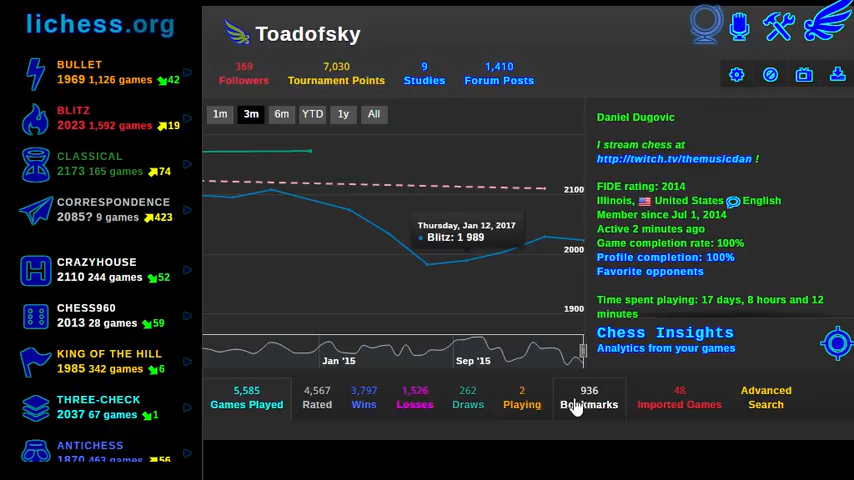 lichess.org
BULLET
1969 1,126 games 42
BLITZ
2023 1,592 games 19
CLASSICAL
2173 165 games 74
CORRESPONDENCE
2085? 9 games 423
CRAZYHOUSE
2110 244 games 52
CHESS960
2013 28 games 59
KING OF THE HILL
1985 342 games 6
THREE-CHECK
2037 67 games 1
ANTICHESS
1870 463 games 56
Toadofsky
369 7,030 9 1,410
Followers Tournament Points Studies Forum Posts
1m 3m 6m YTD 1y All
2100
Thursday, Jan 12, 2017
Blitz: 1 989
2000
1900
Jan '15 Sep '15
Daniel Dugovic
I stream chess at
http://twitch.tv/themusicdan !
FIDE rating: 2014
Illinois, United States English
Member since Jul 1, 2014
Active 2 minutes ago
Game completion rate: 100%
Profile completion: 100%
Favorite opponents
Time spent playing: 17 days, 8 hours and 12
minutes
Chess Insights
Analytics from your games
5,585 4,567 3,797 1,526 262 2 936 48 Advanced
Games Played Rated Wins Losses Draws Playing Bookmarks Imported Games Search